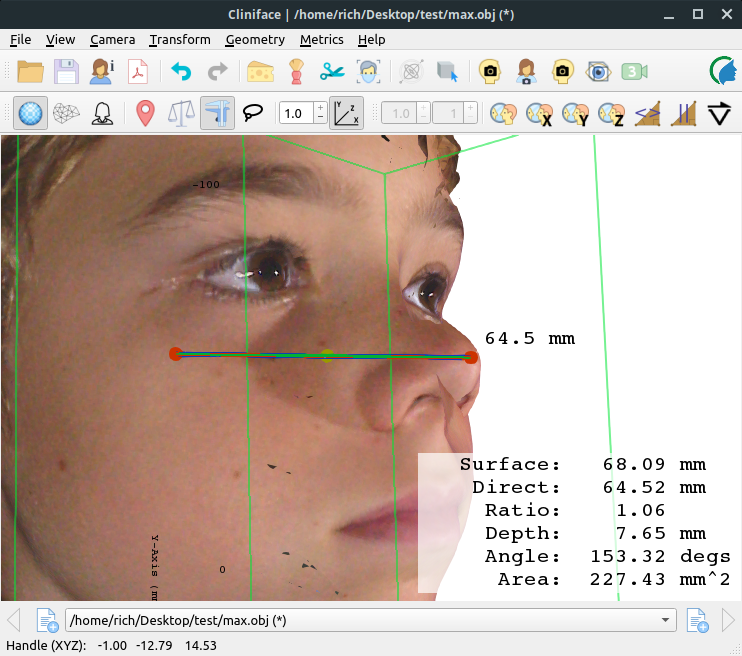 Cliniface | /home/rich/Desktop/test/max.obj (*)
File View Camera Transform Geometry Metrics Help
i 3
1.0 Y Z X 1.0 1 X Y Z
-100
64.5 mm
Surface: 68.09 mm
Direct: 64.52 mm
Ratio: 1.06
Depth: 7.65 mm
Angle: 153.32 degs
Area: 227.43 mm^2
Y-Axis (m
0
/home/rich/Desktop/test/max.obj (*)
Handle (XYZ): -1.00 -12.79 14.53